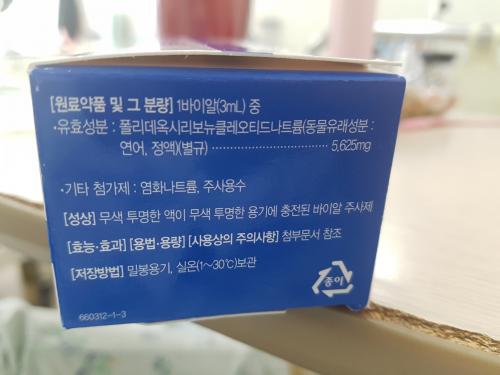 [원료약품 및 그 분량] 1바이알(3mL) 중
·유효성분 : 폴리데옥시리보뉴클레오티드나트륨(동물유래성분 :
연어, 정액)(별규) ································ 5,625mg
·기타 첨가제 : 염화나트륨, 주사용수
[성상] 무색 투명한 액이 무색 투명한 용기에 충전된 바이알 주사제
[효능·효과] [용법·용량] [사용상의 주의사항] 첨부문서 참조
[저장방법] 밀봉용기, 실온(1~30℃)보관
종이
660312-1-3